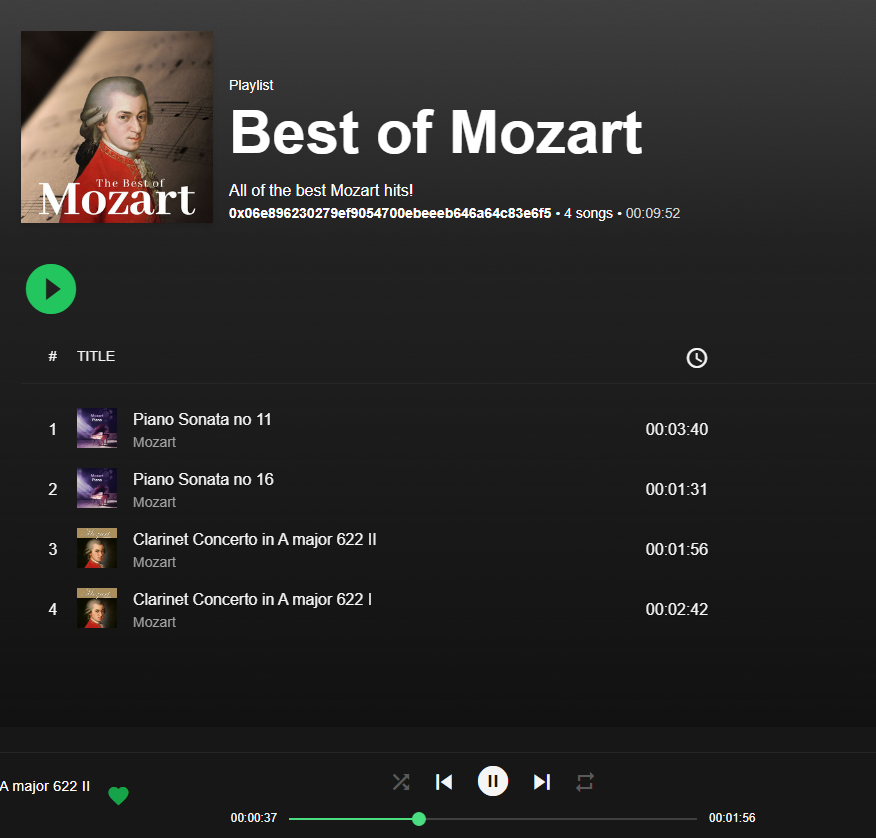 The Best of
Mozart
Playlist
Best of Mozart
All of the best Mozart hits!
0x06e896230279ef9054700ebeeeb646a64c83e6f5 • 4 songs • 00:09:52
# TITLE
1 Piano Sonata no 11 00:03:40
Mozart
2 Piano Sonata no 16 00:01:31
Mozart
3 Clarinet Concerto in A major 622 II 00:01:56
Mozart
4 Clarinet Concerto in A major 622 I 00:02:42
Mozart
A major 622 II
00:00:37 00:01:56